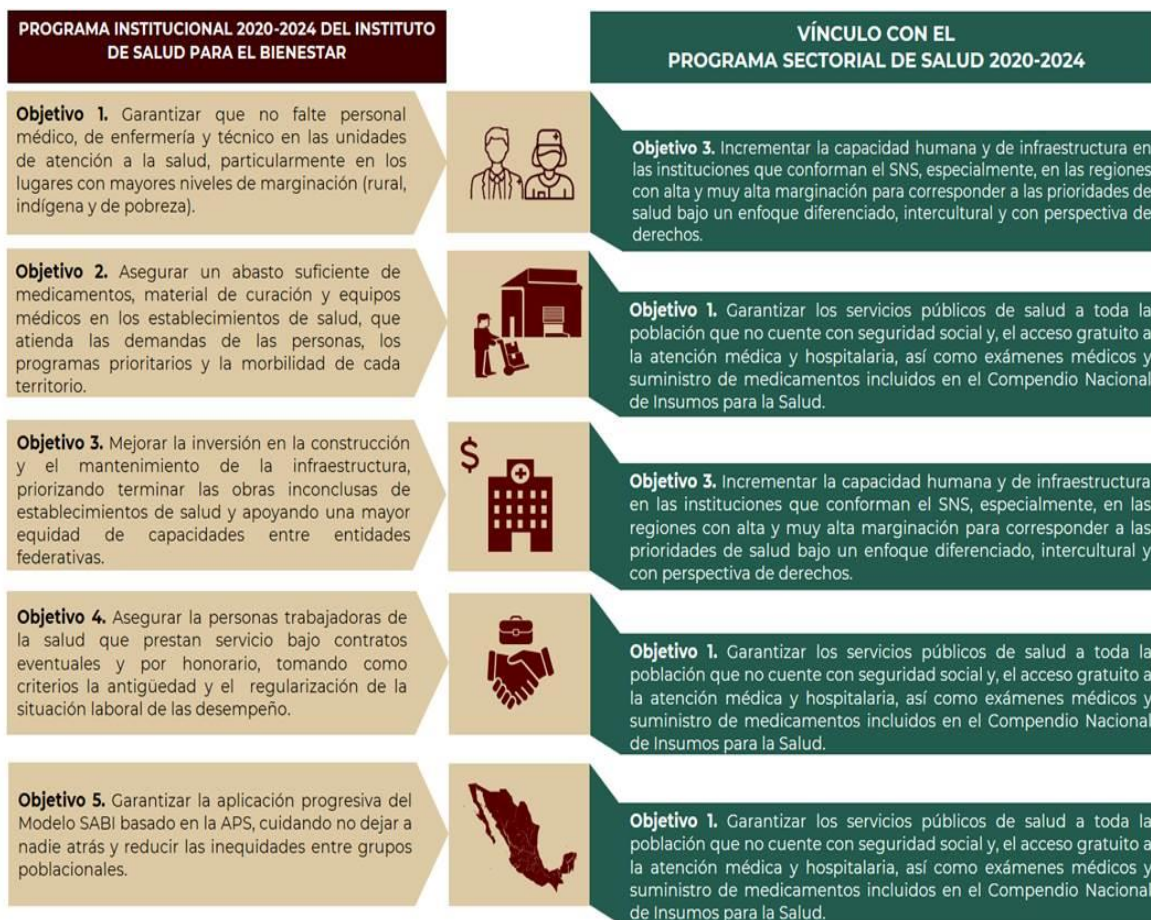 PROGRAMA INSTITUCIONAL 2020-2024 DEL INSTITUTO
DE SALUD PARA EL BIENESTAR
VÍNCULO CON EL
PROGRAMA SECTORIAL DE SALUD 2020-2024
Objetivo 1. Garantizar que no falte personal
médico, de enfermería y técnico en las unidades
de atención a la salud, particularmente en los
lugares con mayores niveles de marginación (rural,
indígena y de pobreza).
Objetivo 3. Incrementar la capacidad humana y de infraestructura en
las instituciones que conforman el SNS, especialmente, en las regiones
con alta y muy alta marginación para corresponder a las prioridades de
salud bajo un enfoque diferenciado, intercultural y con perspectiva de
derechos.
Objetivo 2. Asegurar un abasto suficiente de
medicamentos, material de curación y equipos
médicos en los establecimientos de salud, que
atienda las demandas de las personas, los
programas prioritarios y la morbilidad de cada
territorio.
Objetivo 1. Garantizar los servicios públicos de salud a toda la
población que no cuente con seguridad social y, el acceso gratuito a
la atención médica y hospitalaria, así como exámenes médicos y
suministro de medicamentos incluidos en el Compendio Nacional
de Insumos para la Salud.
Objetivo 3. Mejorar la inversión en la construcción
y el mantenimiento de la infraestructura,
priorizando terminar las obras inconclusas de
establecimientos de salud y apoyando una mayor
equidad de capacidades entre entidades
federativas.
$
Objetivo 3. Incrementar la capacidad humana y de infraestructura
en las instituciones que conforman el SNS, especialmente, en las
regiones con alta y muy alta marginación para corresponder a las
prioridades de salud bajo un enfoque diferenciado, intercultural y
con perspectiva de derechos.
Objetivo 4. Asegurar la personas trabajadoras de
la salud que prestan servicio bajo contratos
eventuales y por honorario, tomando como
criterios la antigüedad y el regularización de la
situación laboral de las desempeño.
Objetivo 1. Garantizar los servicios públicos de salud a toda la
población que no cuente con seguridad social y, el acceso gratuito a
la atención médica y hospitalaria, así como exámenes médicos y
suministro de medicamentos incluidos en el Compendio Nacional
de Insumos para la Salud.
Objetivo 5. Garantizar la aplicación progresiva del
Modelo SABI basado en la APS, cuidando no dejar a
nadie atrás y reducir las inequidades entre grupos
poblacionales.
Objetivo 1. Garantizar los servicios públicos de salud a toda la
población que no cuente con seguridad social y, el acceso gratuito a
la atención médica y hospitalaria, así como exámenes médicos y
suministro de medicamentos incluidos en el Compendio Nacional
de Insumos para la Salud.